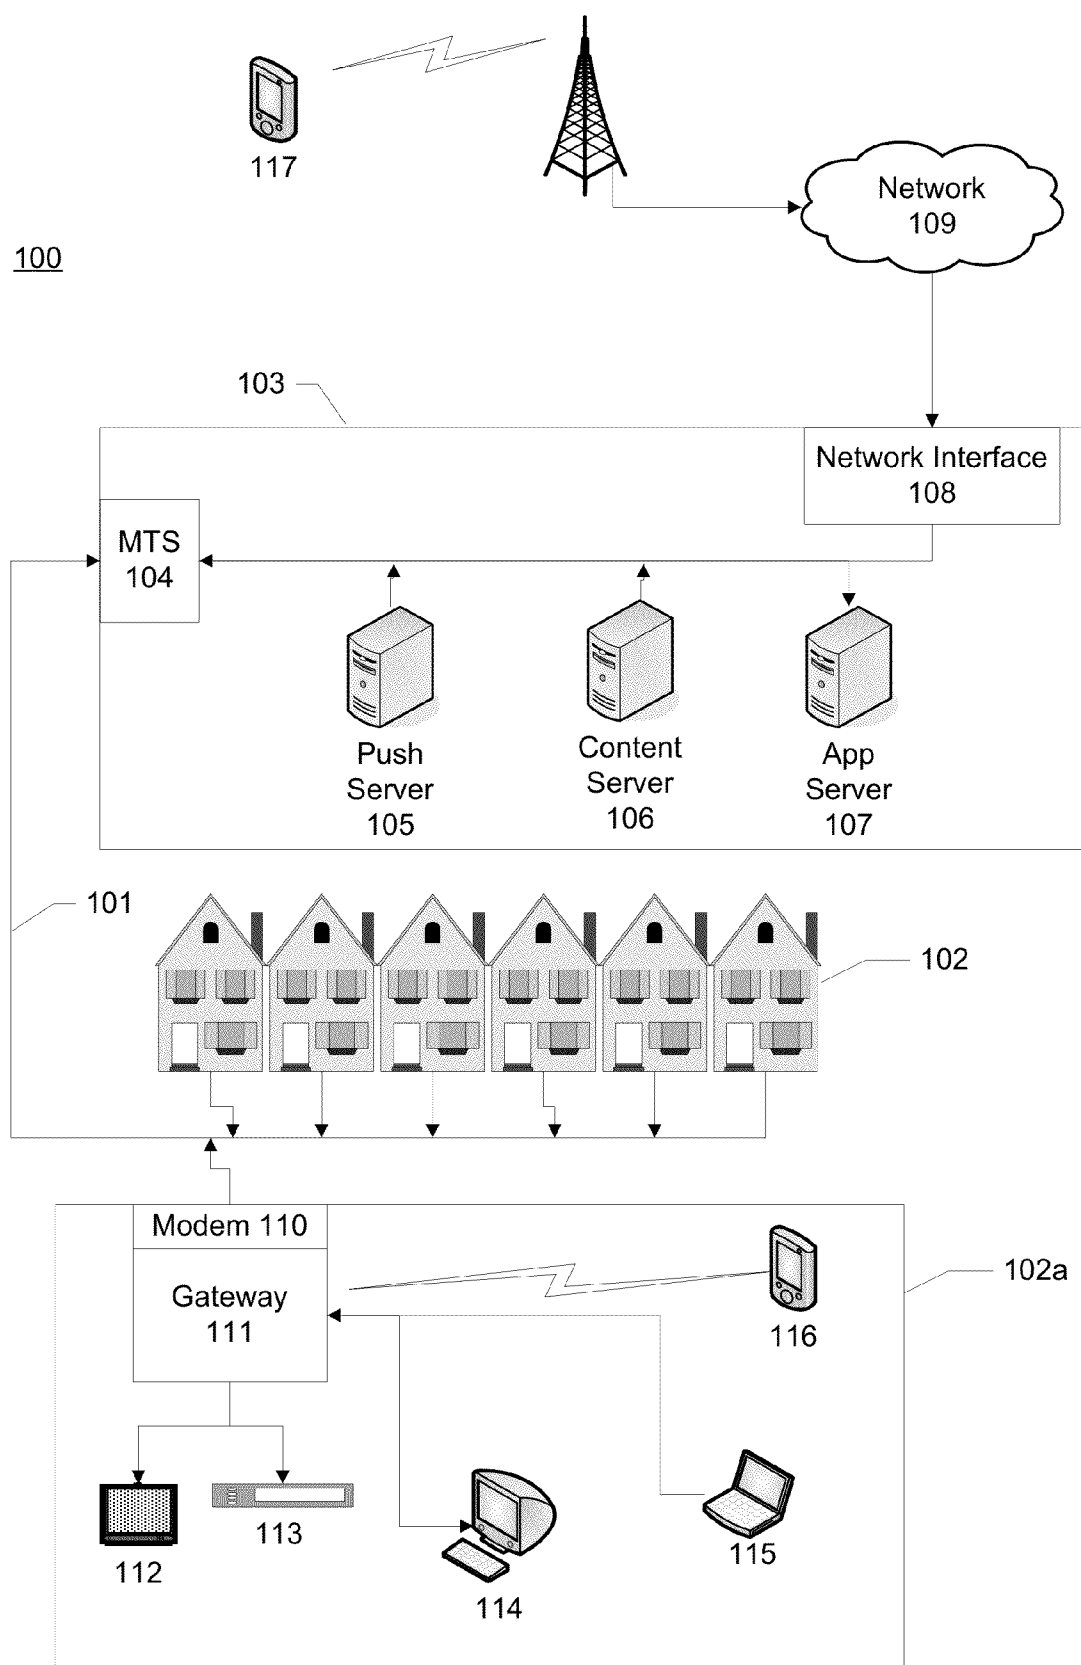 117
Network
109
100
103
Network Interface
108
MTS
104
Push
Server
105
Content
Server
106
App
Server
107
101
102
Modem 110
Gateway
111
116
102a
112
113
114
115